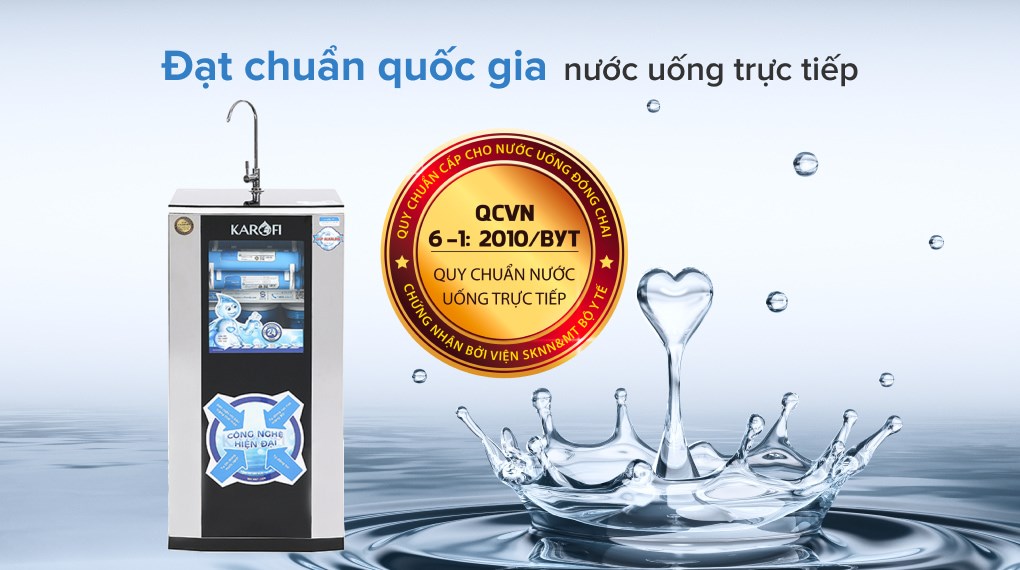 Đạt chuẩn quốc gia nước uống trực tiếp
KAROFI
QUY CHUẨN CẤP CHO NƯỚC UỐNG ĐÓNG CHAI
QCVN
6-1: 2010/BYT
QUY CHUẨN NƯỚC
UỐNG TRỰC TIẾP
CHỨNG NHẬN BỞI VIỆN SKNN&MT BỘ Y TẾ
24
CÔNG NGHỆ
HIỆN ĐẠI